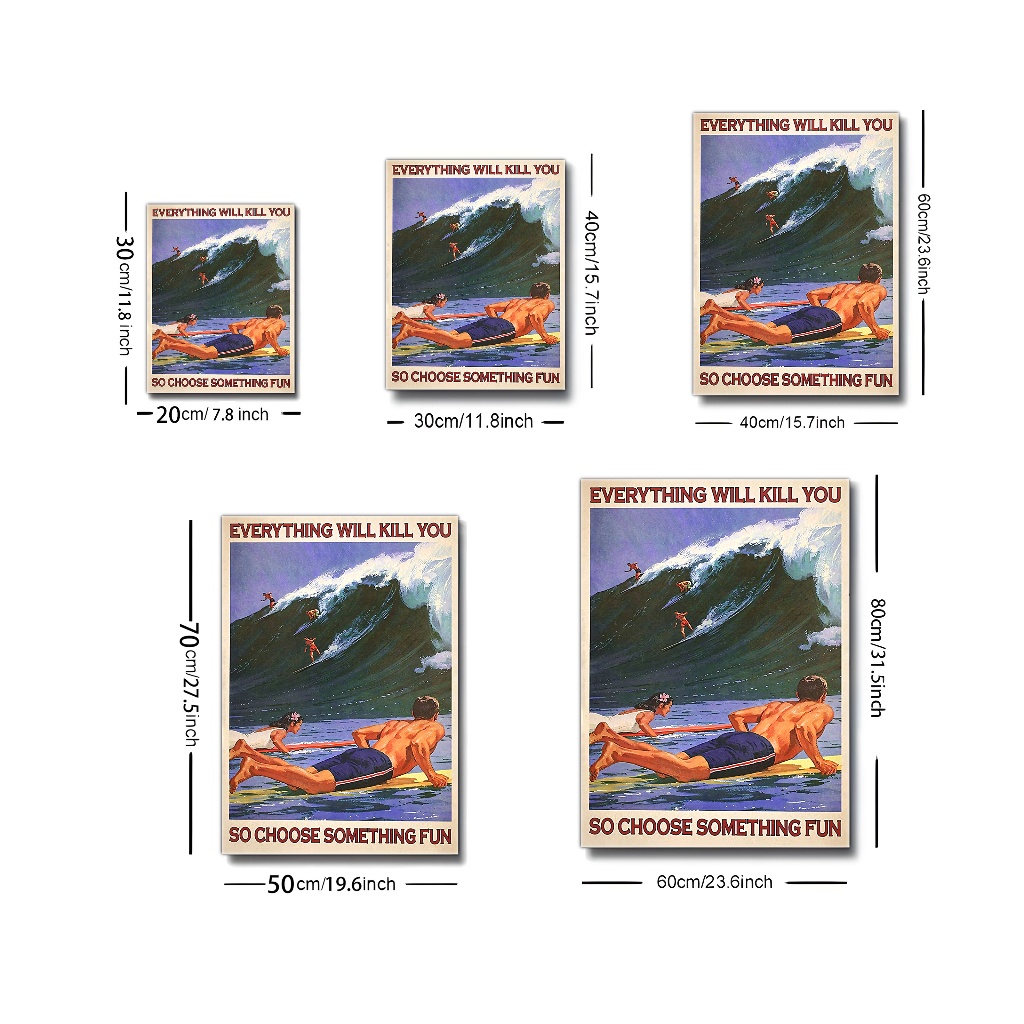 EVERYTHING WILL KILL YOU
SO CHOOSE SOMETHING FUN
30cm/11.8 inch
20cm/ 7.8 inch
EVERYTHING WILL KILL YOU
SO CHOOSE SOMETHING FUN
40cm/15.7inch
30cm/11.8inch
EVERYTHING WILL KILL YOU
SO CHOOSE SOMETHING FUN
60cm/23.6inch
40cm/15.7inch
EVERYTHING WILL KILL YOU
SO CHOOSE SOMETHING FUN
70cm/27.5inch
50cm/19.6inch
EVERYTHING WILL KILL YOU
SO CHOOSE SOMETHING FUN
80cm/31.5inch
60cm/23.6inch